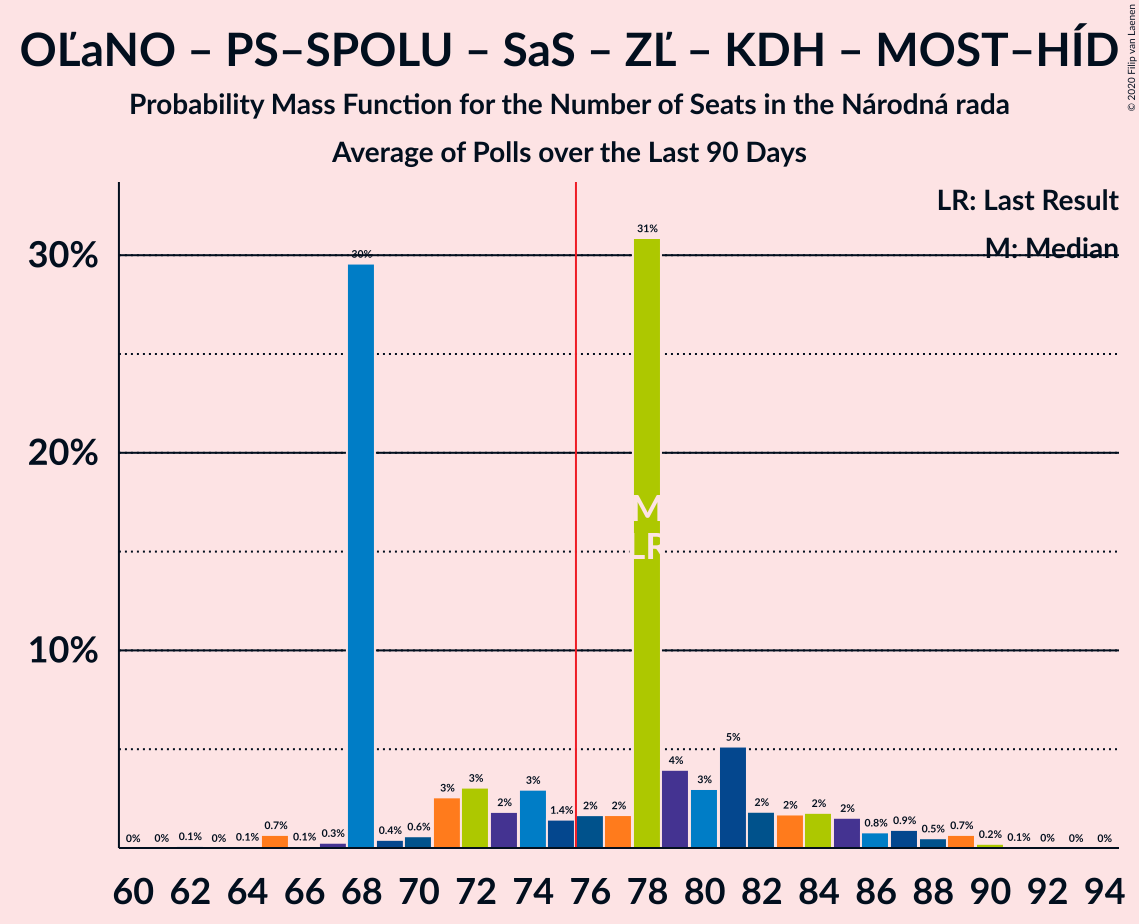 OĽaNO – PS–SPOLU – SaS – ZĽ – KDH – MOST–HÍD
Probability Mass Function for the Number of Seats in the Národná rada
Average of Polls over the Last 90 Days
© 2020 Filip van Laenen
LR: Last Result
M: Median
30%
20%
10%
0% 0% 0.1% 0% 0.1% 0.7% 0.1% 0.3% 30% 0.4% 0.6% 3% 3% 2% 3% 1.4% 2% 2% 31% 4% 3% 5% 2% 2% 2% 2% 0.8% 0.9% 0.5% 0.7% 0.2% 0.1% 0% 0% 0%
M
LR
60 62 64 66 68 70 72 74 76 78 80 82 84 86 88 90 92 94